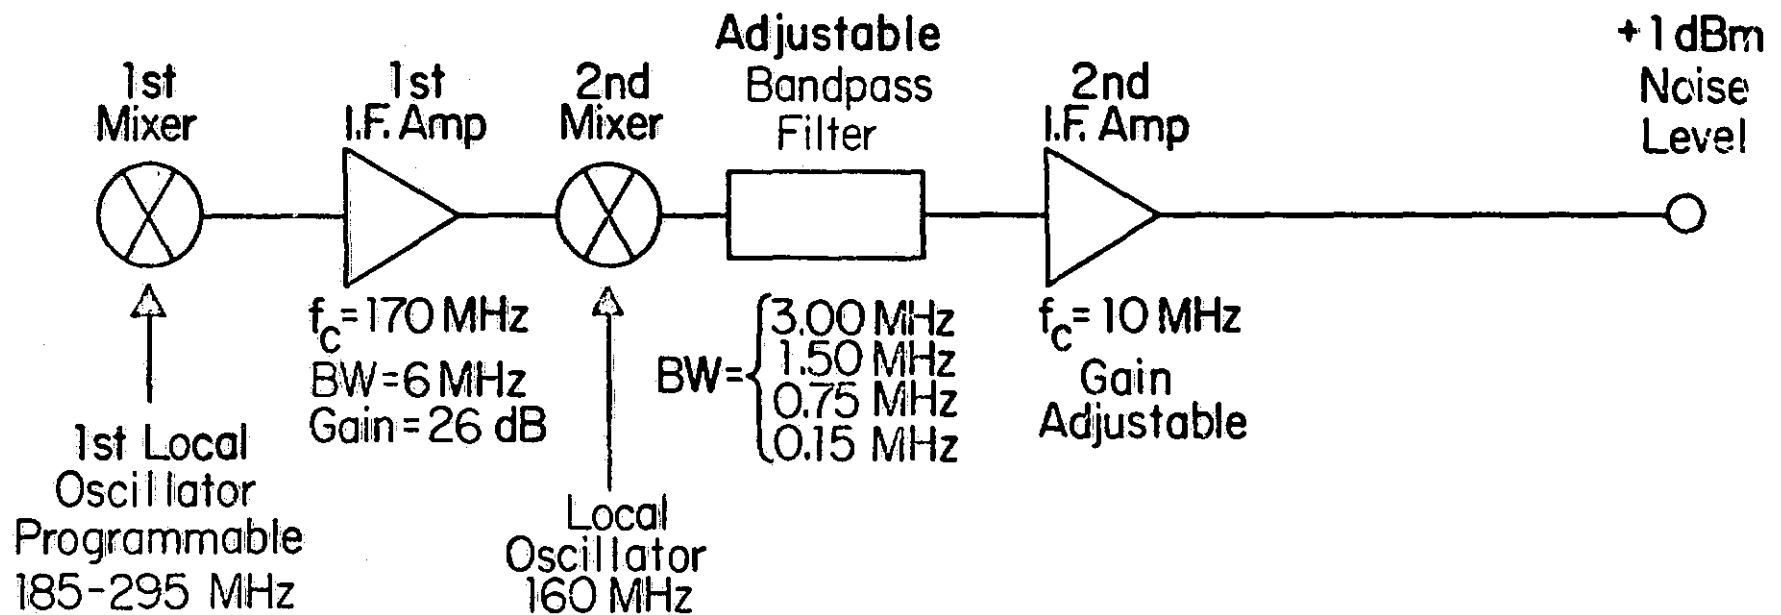 1st
Mixer
1st
I.F. Amp
2nd
Mixer
Adjustable
Bandpass
Filter
2nd
I.F. Amp
+1 dBm
Noise
Level
f_c = 170 MHz
BW = 6 MHz
Gain = 26 dB
BW = { 3.00 MHz
1.50 MHz
0.75 MHz
0.15 MHz
f_c = 10 MHz
Gain
Adjustable
1st Local
Oscillator
Programmable
185-295 MHz
Local
Oscillator
160 MHz